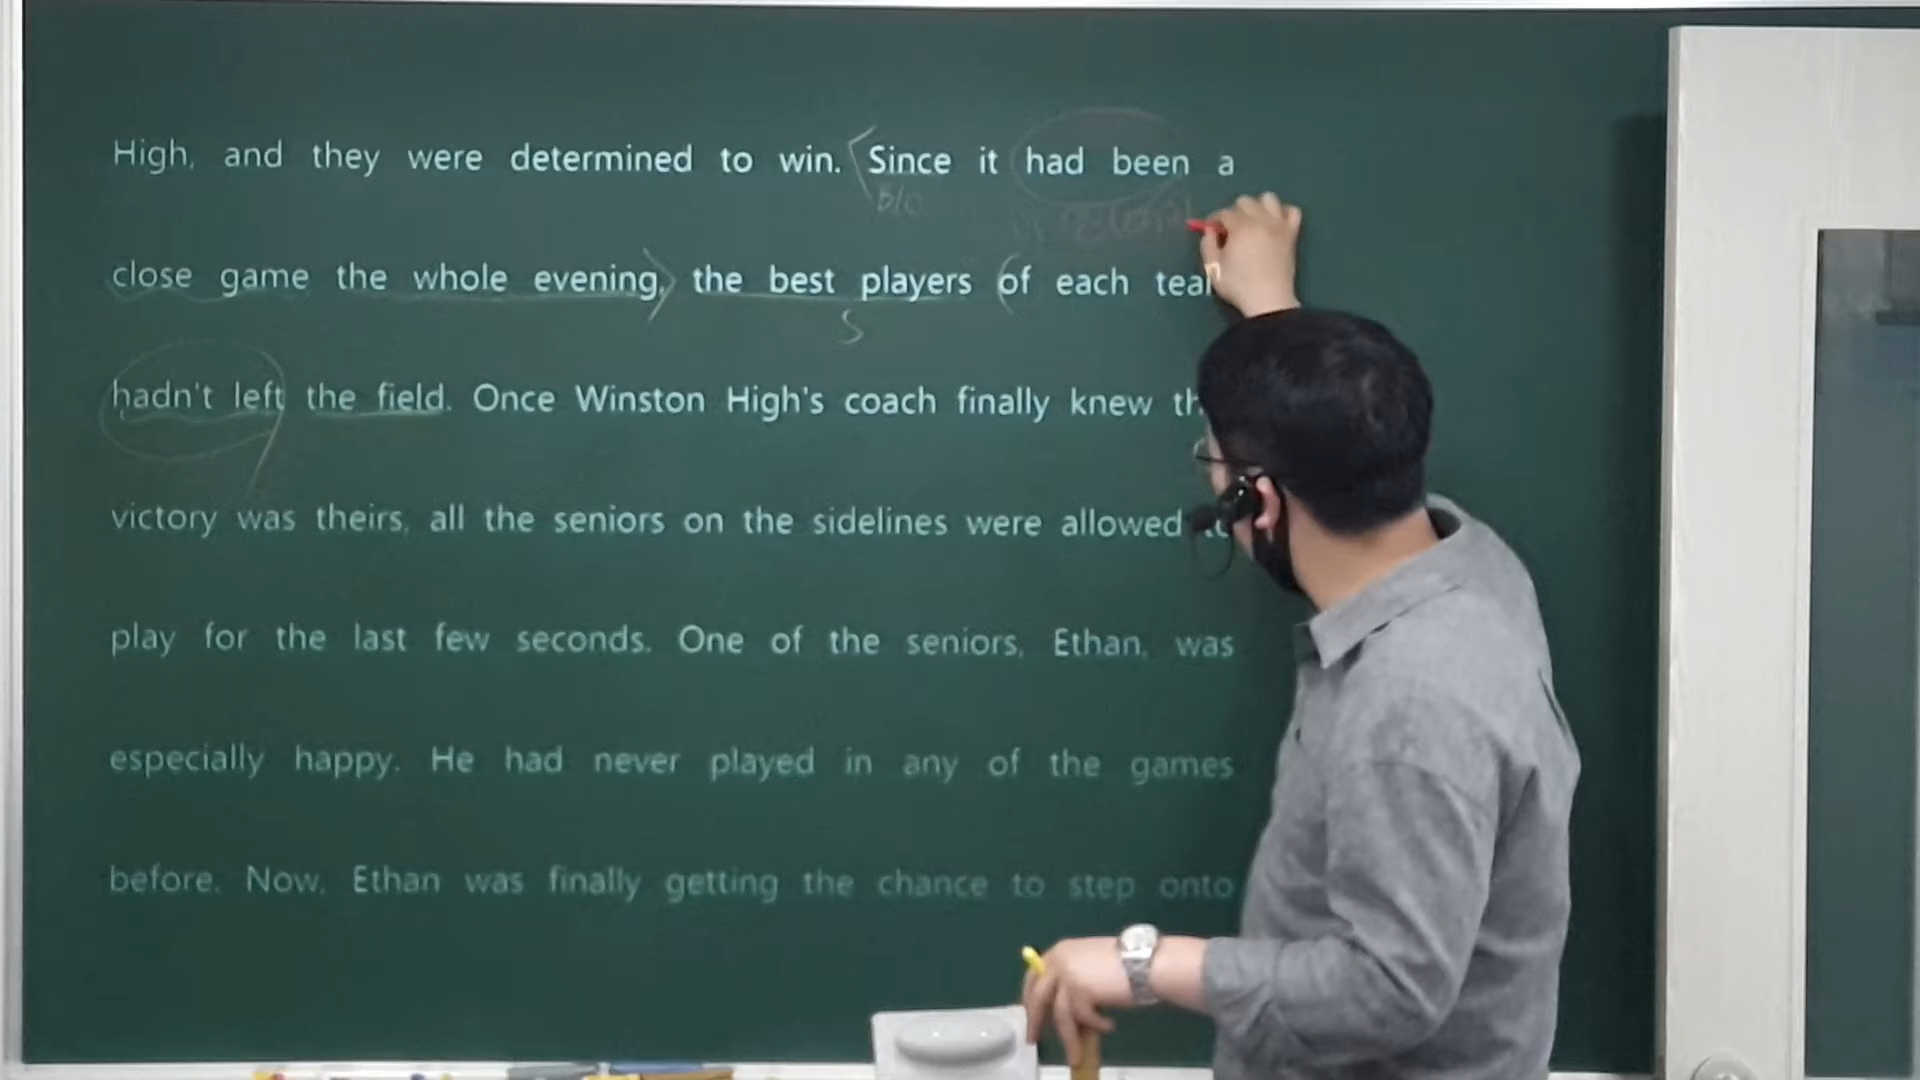 High, and they were determined to win. Since it had been a
B/C
close game the whole evening, the best players of each
S
hadn't left the field. Once Winston High's coach finally knew
victory was theirs, all the seniors on the sidelines were allowed
play for the last few seconds. One of the seniors, Ethan, was
especially happy. He had never played in any of the games
before. Now, Ethan was finally getting the chance to step onto